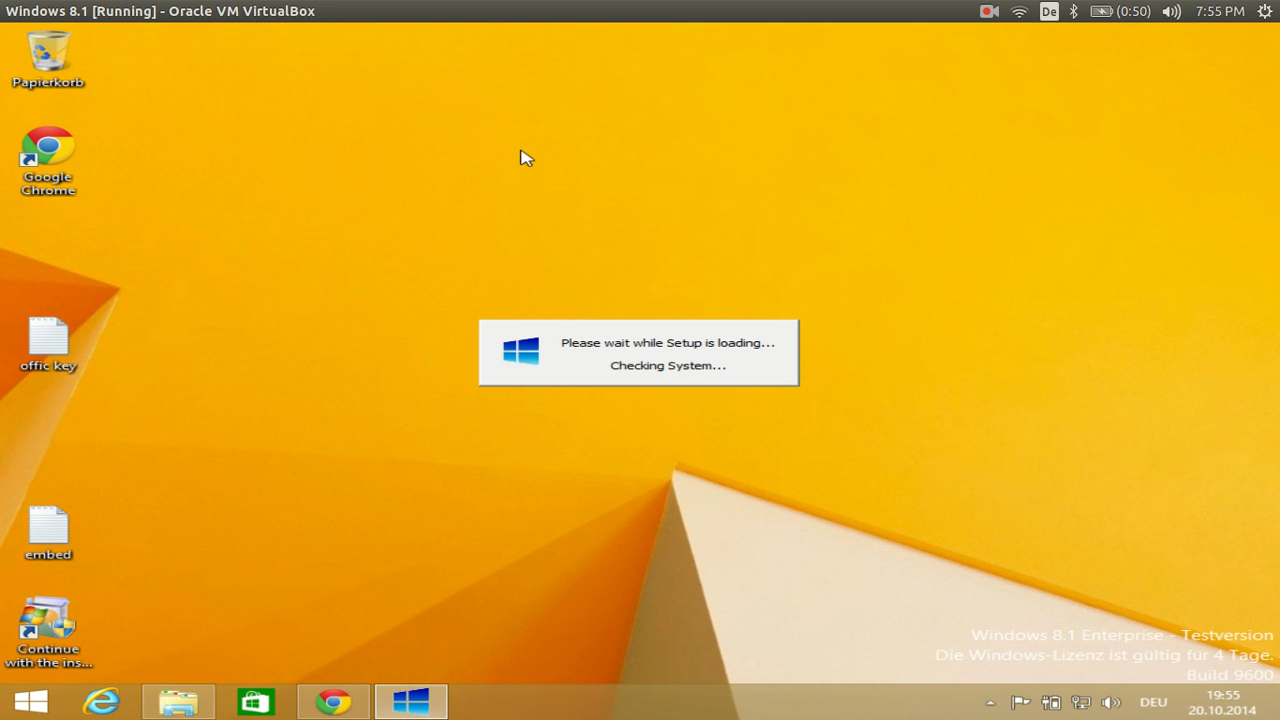 Windows 8.1 [Running] - Oracle VM VirtualBox
De
(0:50)
7:55 PM
Papierkorb
Google
Chrome
offic key
embed
Continue
with the ins...
Please wait while Setup is loading...
Checking System...
Windows 8.1 Enterprise - Testversion
Die Windows-Lizenz ist gültig für 4 Tage.
Build 9600
DEU
19:55
20.10.2014